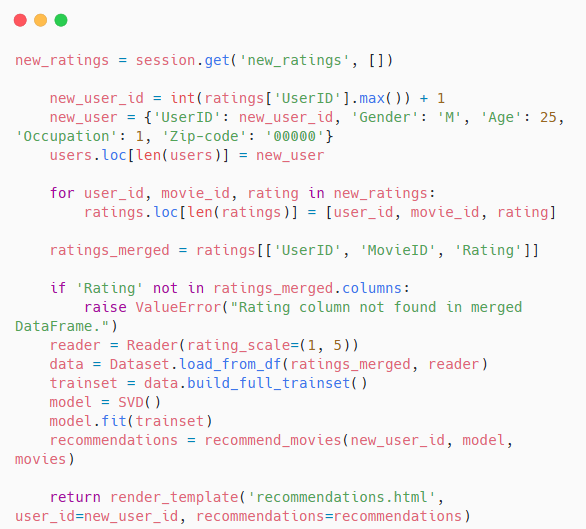 new_ratings = session.get('new_ratings', [])

    new_user_id = int(ratings['UserID'].max()) + 1
    new_user = {'UserID': new_user_id, 'Gender': 'M', 'Age': 25,
'Occupation': 1, 'Zip-code': '00000'}
    users.loc[len(users)] = new_user

    for user_id, movie_id, rating in new_ratings:
        ratings.loc[len(ratings)] = [user_id, movie_id, rating]

    ratings_merged = ratings[['UserID', 'MovieID', 'Rating']]

    if 'Rating' not in ratings_merged.columns:
        raise ValueError("Rating column not found in merged
DataFrame.")
    reader = Reader(rating_scale=(1, 5))
    data = Dataset.load_from_df(ratings_merged, reader)
    trainset = data.build_full_trainset()
    model = SVD()
    model.fit(trainset)
    recommendations = recommend_movies(new_user_id, model,
movies)

    return render_template('recommendations.html',
user_id=new_user_id, recommendations=recommendations)